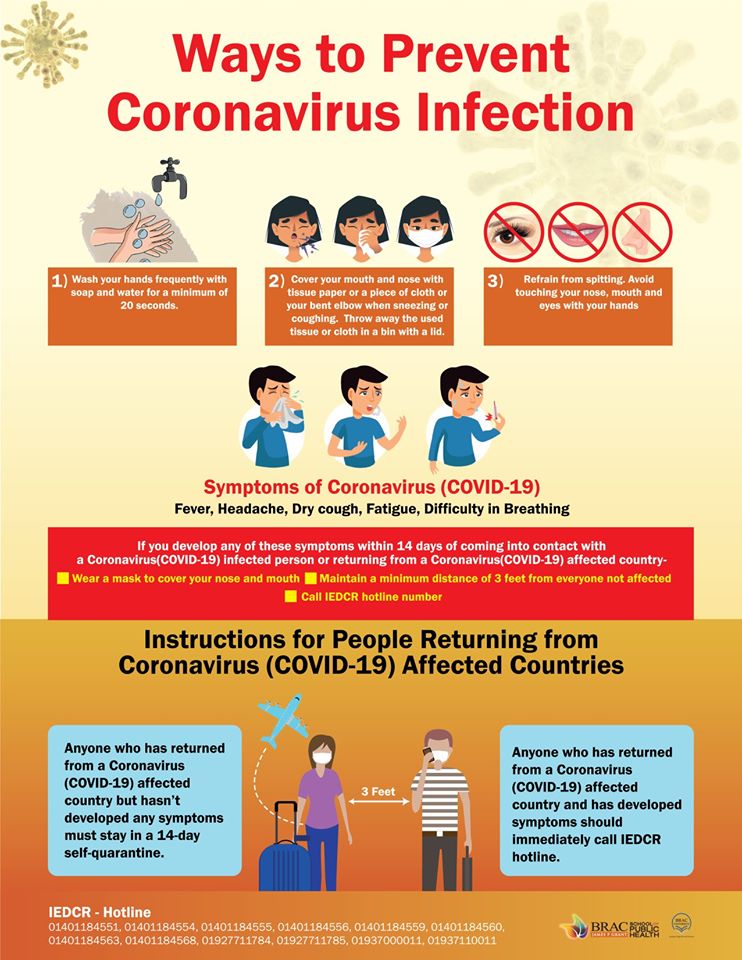 Ways to Prevent
Coronavirus Infection
1) Wash your hands frequently with
soap and water for a minimum of
20 seconds.
2) Cover your mouth and nose with
tissue paper or a piece of cloth or
your bent elbow when sneezing or
coughing. Throw away the used
tissue or cloth in a bin with a lid.
3) Refrain from spitting. Avoid
touching your nose, mouth and
eyes with your hands
Symptoms of Coronavirus (COVID-19)
Fever, Headache, Dry cough, Fatigue, Difficulty in Breathing
If you develop any of these symptoms within 14 days of coming into contact with
a Coronavirus(COVID-19) infected person or returning from a Coronavirus(COVID-19) affected country-
Wear a mask to cover your nose and mouth Maintain a minimum distance of 3 feet from everyone not affected
Call IEDCR hotline number
Instructions for People Returning from
Coronavirus (COVID-19) Affected Countries
Anyone who has returned
from a Coronavirus
(COVID-19) affected
country but hasn't
developed any symptoms
must stay in a 14-day
self-quarantine.
3 Feet
Anyone who has returned
from a Coronavirus
(COVID-19) affected
country and has developed
symptoms should
immediately call IEDCR
hotline.
IEDCR - Hotline
01401184551, 01401184554, 01401184555, 01401184556, 01401184559, 01401184560,
01401184563, 01401184568, 01927711784, 01927711785, 01937000011, 01937110011
BRAC
JAMES P GRANT
SCHOOL OF
PUBLIC
HEALTH
BRAC